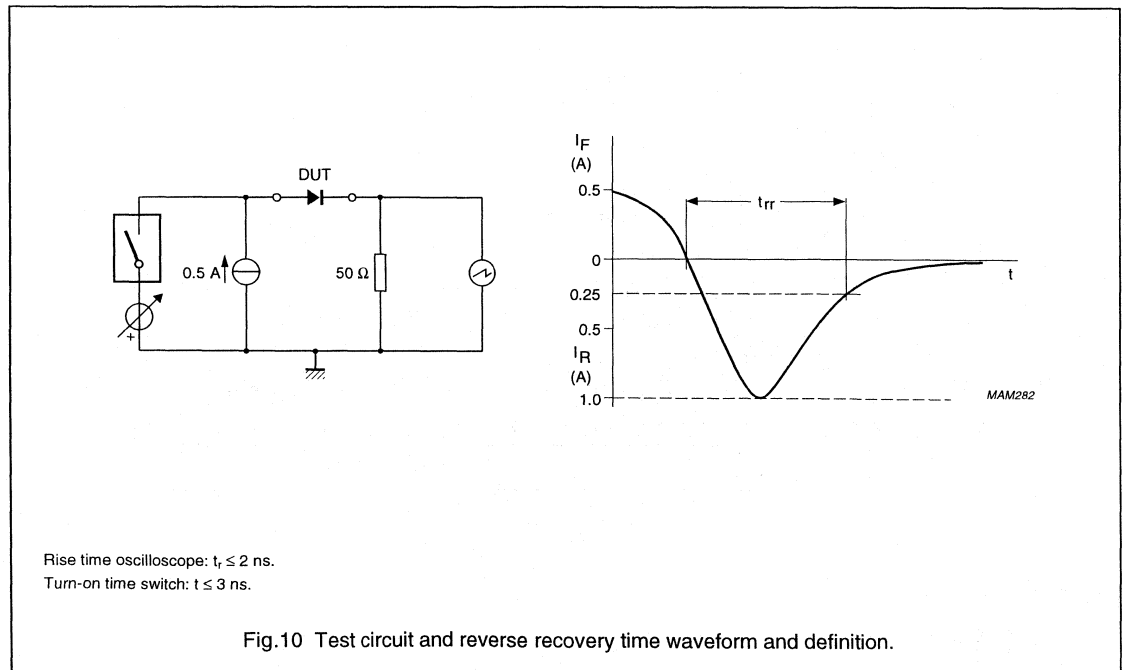 DUT
0.5 A
50 Ω
+
I_F
(A)
0.5
t_rr
0
t
0.25
0.5
I_R
(A)
1.0
MAM282
Rise time oscilloscope: t_r ≤ 2 ns.
Turn-on time switch: t ≤ 3 ns.
Fig.10 Test circuit and reverse recovery time waveform and definition.